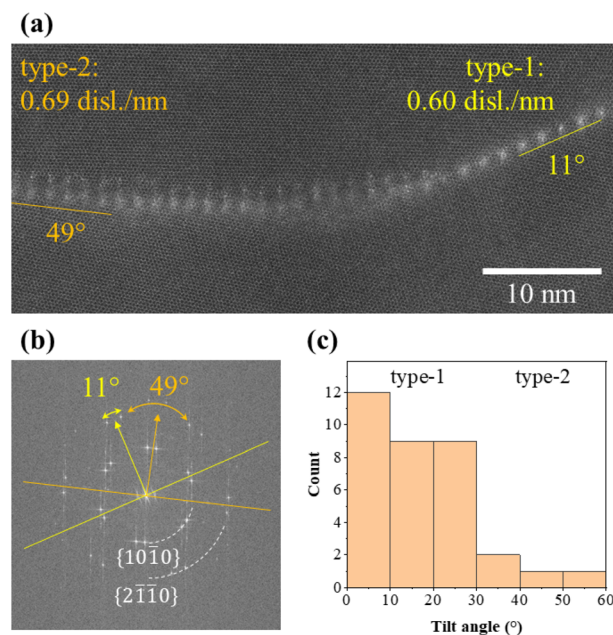 (a)
type-2:
0.69 disl./nm
type-1:
0.60 disl./nm
49°
11°
10 nm
(b)
11°
49°
{101̅0}
{21̅1̅0}
(c)
type-1
type-2
Count
12
10
8
6
4
2
0
0 10 20 30 40 50 60
Tilt angle (°)